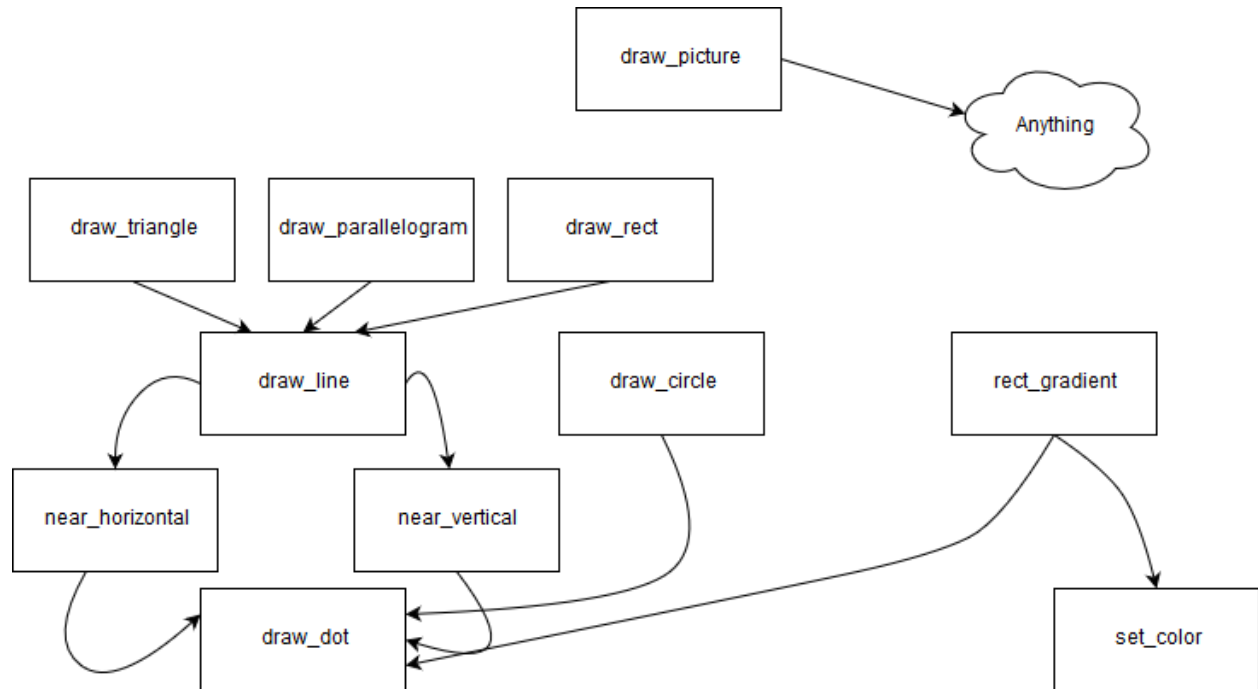 draw_picture
Anything
draw_triangle
draw_parallelogram
draw_rect
draw_line
draw_circle
rect_gradient
near_horizontal
near_vertical
draw_dot
set_color